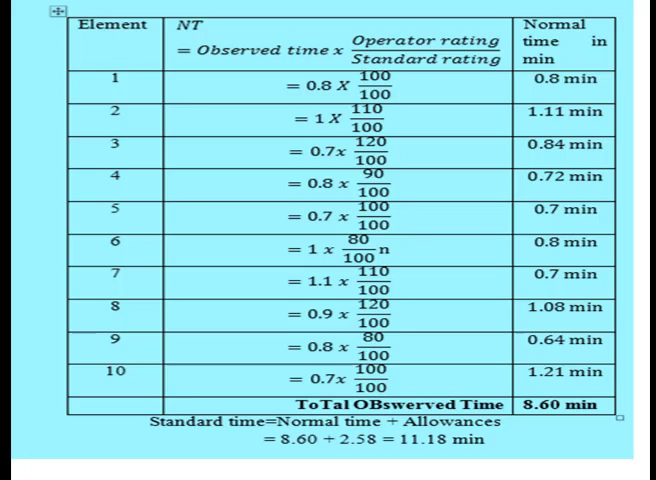 Element NT = Observed time x Operator rating / Standard rating Normal time in min
1 = 0.8 X 100/100 0.8 min
2 = 1 X 110/100 1.11 min
3 = 0.7x 120/100 0.84 min
4 = 0.8 x 90/100 0.72 min
5 = 0.7 x 100/100 0.7 min
6 = 1 x 80/100 n 0.8 min
7 = 1.1 x 110/100 0.7 min
8 = 0.9 x 120/100 1.08 min
9 = 0.8 x 80/100 0.64 min
10 = 0.7x 100/100 1.21 min
ToTal OBswerved Time 8.60 min
Standard time=Normal time + Allowances
= 8.60 + 2.58 = 11.18 min